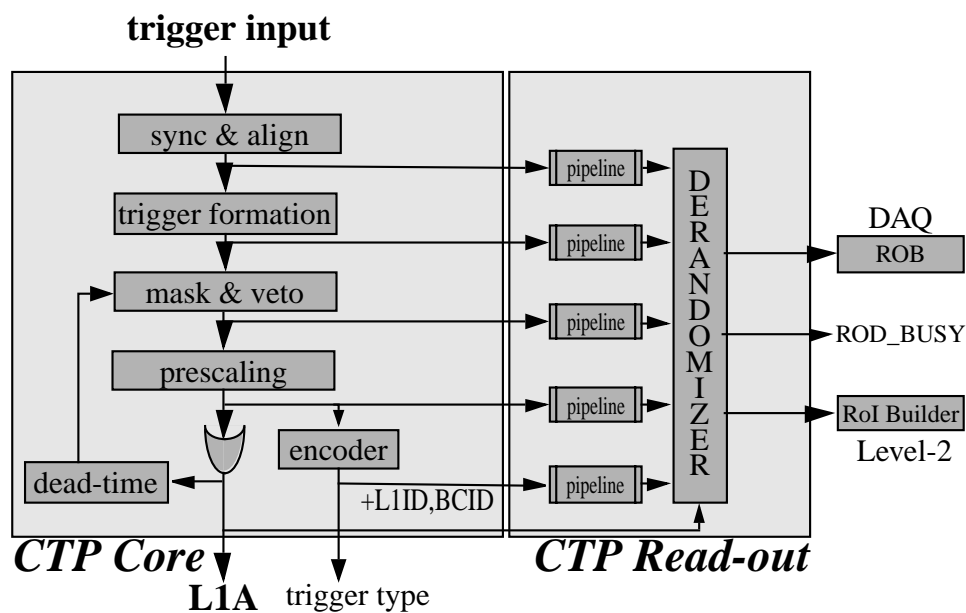 trigger input
sync & align
trigger formation
mask & veto
prescaling
encoder
dead-time
+L1ID,BCID
CTP Core
L1A
trigger type
pipeline
pipeline
pipeline
pipeline
pipeline
DERANDOMIZER
CTP Read-out
DAQ
ROB
ROD_BUSY
RoI Builder
Level-2